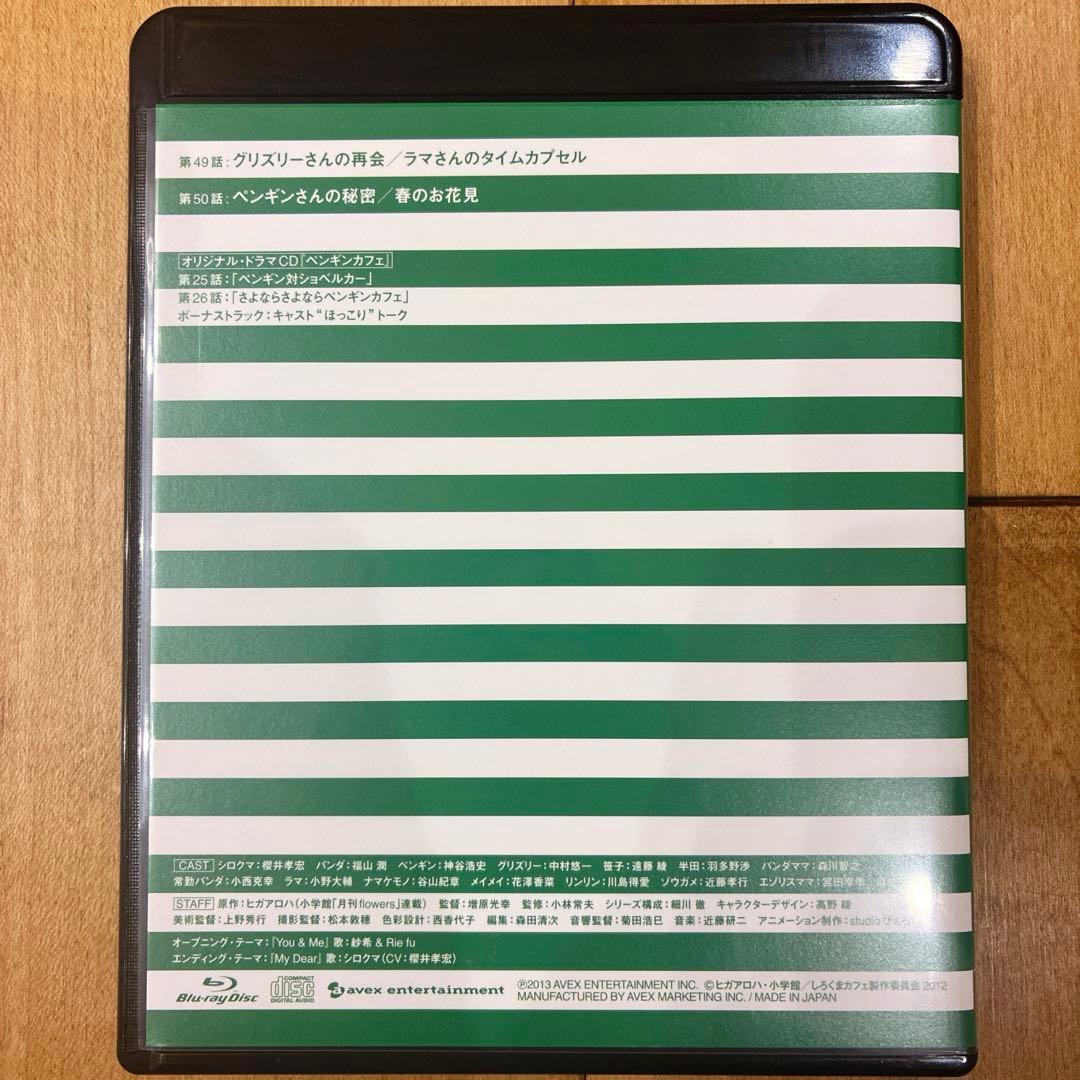 第49話：グリズリーさんの再会／ラマさんのタイムカプセル
第50話：ペンギンさんの秘密／春のお花見
オリジナル・ドラマCD『ペンギンカフェ』
第25話：「ペンギン対ショベルカー」
第26話：「さよならさよならペンギンカフェ」
ボーナストラック：キャスト“ほっこり”トーク
CAST シロクマ：櫻井孝宏 パンダ：福山 潤 ペンギン：神谷浩史 グリズリー：中村悠一 笹子：遠藤 綾 半田：羽多野渉 パンダママ：森川智之
常勤パンダ：小西克幸 ラマ：小野大輔 ナマケモノ：谷山紀章 メイメイ：花澤香菜 リンリン：川島得愛 ゾウガメ：近藤孝行 エゾリスママ：宮田幸季
STAFF 原作：ヒガアロハ（小学館「月刊flowers」連載） 監督：増原光幸 監修：小林常夫 シリーズ構成：細川 徹 キャラクターデザイン：髙野 綾
美術監督：上野秀行 撮影監督：松本敦穂 色彩設計：西香代子 編集：森田清次 音響監督：菊田浩巳 音楽：近藤研二 アニメーション制作：studioぴえろ
オープニング・テーマ：『You & Me』歌：紗希 & Rie fu
エンディング・テーマ：『My Dear』歌：シロクマ（CV：櫻井孝宏）
Blu-ray Disc COMPACT disc DIGITAL AUDIO avex entertainment
℗2013 AVEX ENTERTAINMENT INC. ©ヒガアロハ・小学館／しろくまカフェ製作委員会 2012
MANUFACTURED BY AVEX MARKETING INC. / MADE IN JAPAN